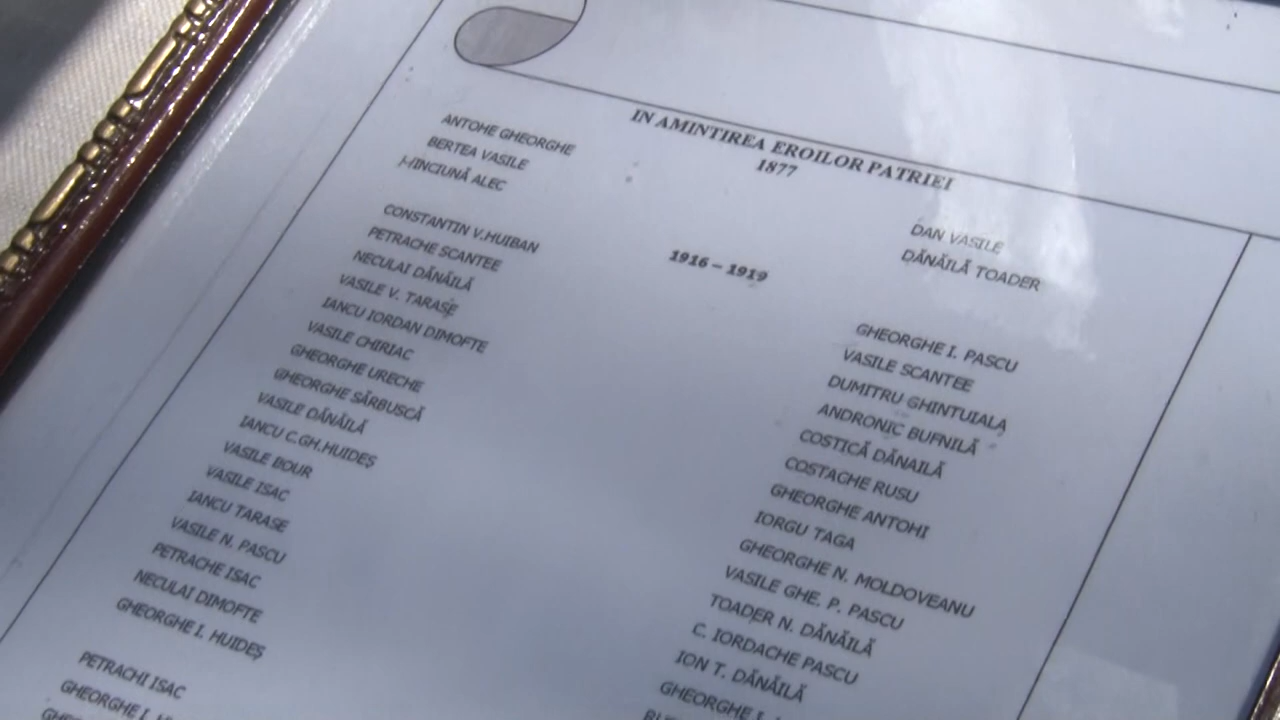 IN AMINTIREA EROILOR PATRIEI
1877
ANTOHE GHEORGHE
BERTEA VASILE
ALEC
DAN VASILE
DĂNĂILĂ TOADER
1916 – 1919
CONSTANTIN V.HUIBAN
PETRACHE SCANTEE
NECULAI DĂNĂILĂ
VASILE V. TARASE
IANCU IORDAN DIMOFTE
VASILE CHIRIAC
GHEORGHE URECHE
GHEORGHE SĂRBUSCĂ
VASILE DĂNĂILĂ
IANCU C.GH.HUIDEȘ
VASILE BOUR
VASILE ISAC
IANCU TARASE
VASILE N. PASCU
PETRACHE ISAC
NECULAI DIMOFTE
GHEORGHE I. HUIDEȘ
PETRACHI ISAC
GHEORGHE I.
GHEORGHE I. PASCU
VASILE SCANTEE
DUMITRU GHINTUIALĂ
ANDRONIC BUFNILĂ
COSTICĂ DĂNAILĂ
COSTACHE RUSU
GHEORGHE ANTOHI
IORGU TAGA
GHEORGHE N. MOLDOVEANU
VASILE GHE. P. PASCU
TOADER N. DĂNĂILĂ
C. IORDACHE PASCU
ION T. DĂNĂILĂ
GHEORGHE I.